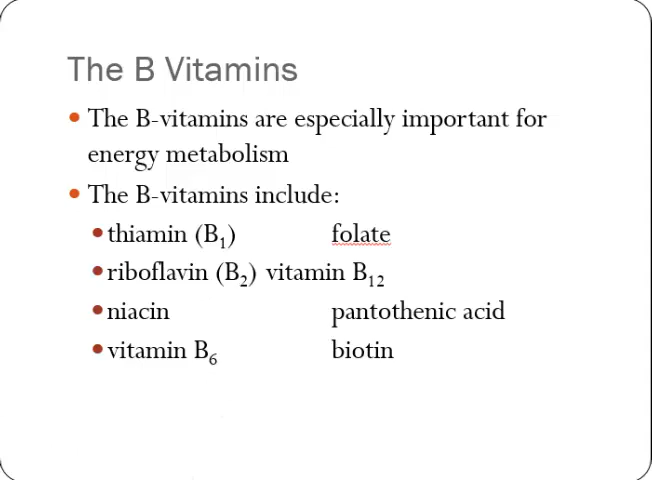 The B Vitamins
• The B-vitamins are especially important for
energy metabolism
• The B-vitamins include:
• thiamin (B₁) folate
• riboflavin (B₂) vitamin B₁₂
• niacin pantothenic acid
• vitamin B₆ biotin